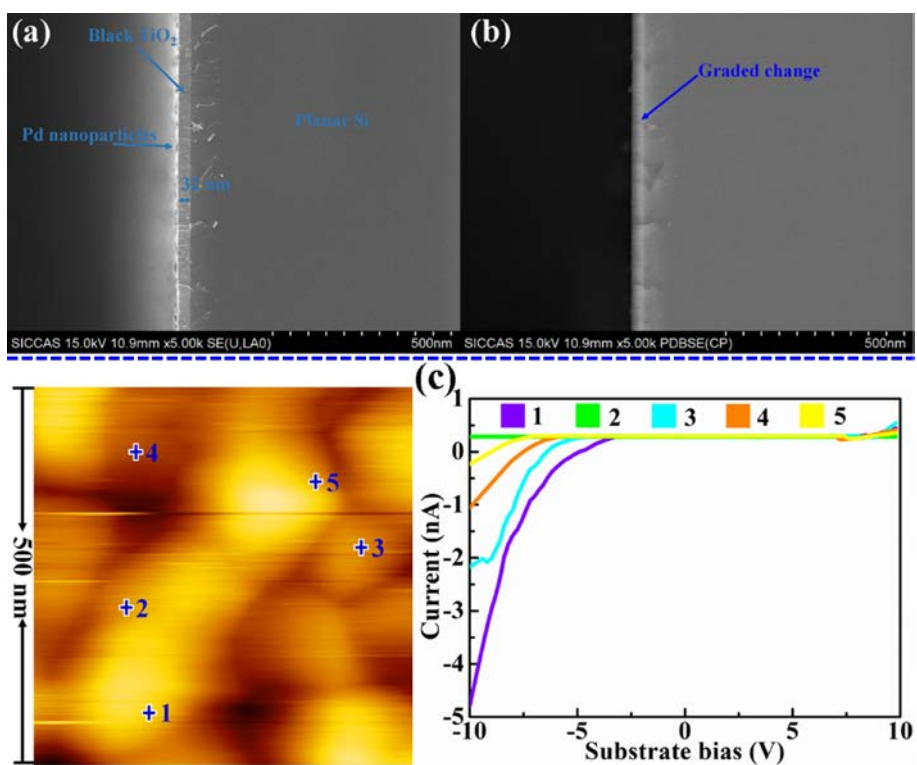 (a)
Black TiO₂
Pd nanoparticles
Planar Si
nm
SICCAS 15.0kV 10.9mm x5.00k SE(U,LA0)
500nm
(b)
Graded change
SICCAS 15.0kV 10.9mm x5.00k PDBSE(CP)
500nm
500 nm
+4
+5
+3
+2
+1
(c)
1 2 3 4 5
Current (nA)
1
0
-1
-2
-3
-4
-5
-10 -5 0 5 10
Substrate bias (V)